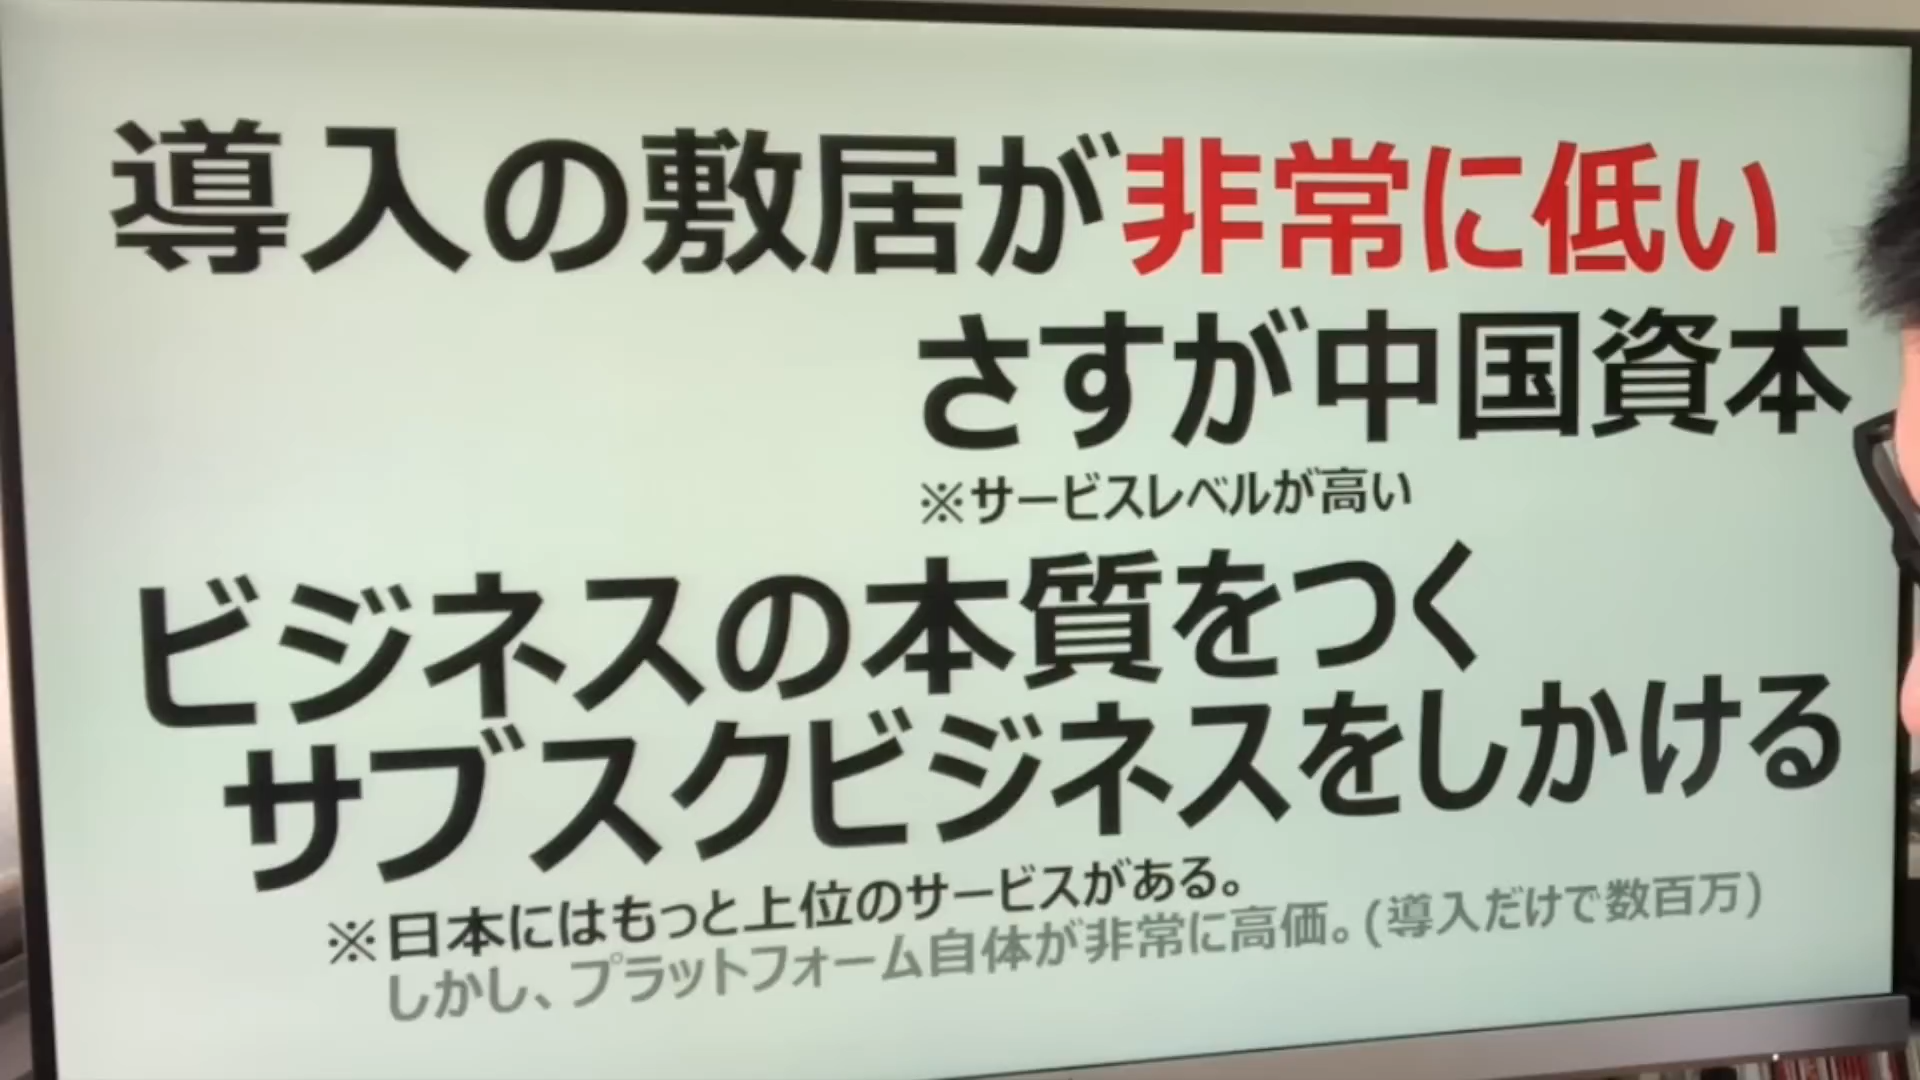 導入の敷居が非常に低い
さすが中国資本
※サービスレベルが高い
ビジネスの本質をつく
サブスクビジネスをしかける
※日本にはもっと上位のサービスがある。
しかし、プラットフォーム自体が非常に高価。(導入だけで数百万)